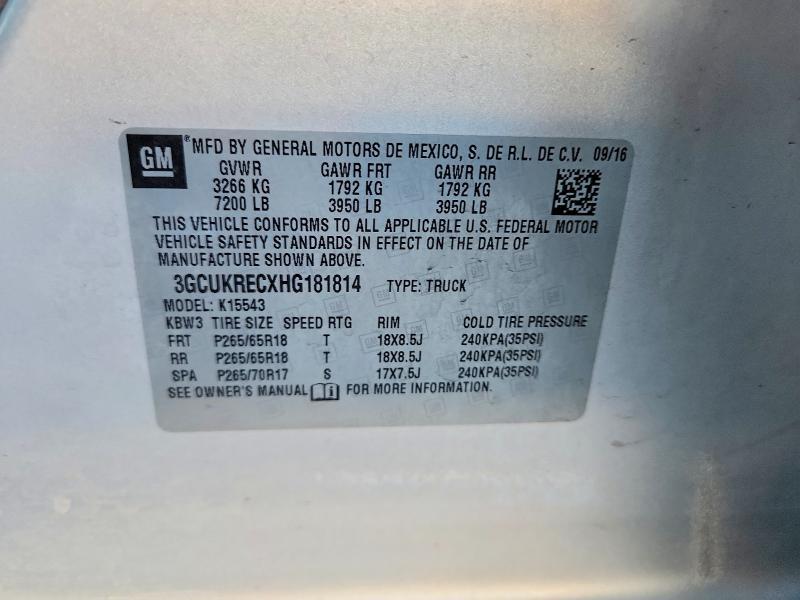 GM ® MFD BY GENERAL MOTORS DE MEXICO, S. DE R.L. DE C.V. 09/16
GVWR GAWR FRT GAWR RR
3266 KG 1792 KG 1792 KG
7200 LB 3950 LB 3950 LB
THIS VEHICLE CONFORMS TO ALL APPLICABLE U.S. FEDERAL MOTOR
VEHICLE SAFETY STANDARDS IN EFFECT ON THE DATE OF
MANUFACTURE SHOWN ABOVE.
3GCUKRECXHG181814 TYPE: TRUCK
MODEL: K15543
KBW3 TIRE SIZE SPEED RTG RIM COLD TIRE PRESSURE
FRT P265/65R18 T 18X8.5J 240KPA(35PSI)
RR P265/65R18 T 18X8.5J 240KPA(35PSI)
SPA P265/70R17 S 17X7.5J 240KPA(35PSI)
SEE OWNER'S MANUAL i FOR MORE INFORMATION.